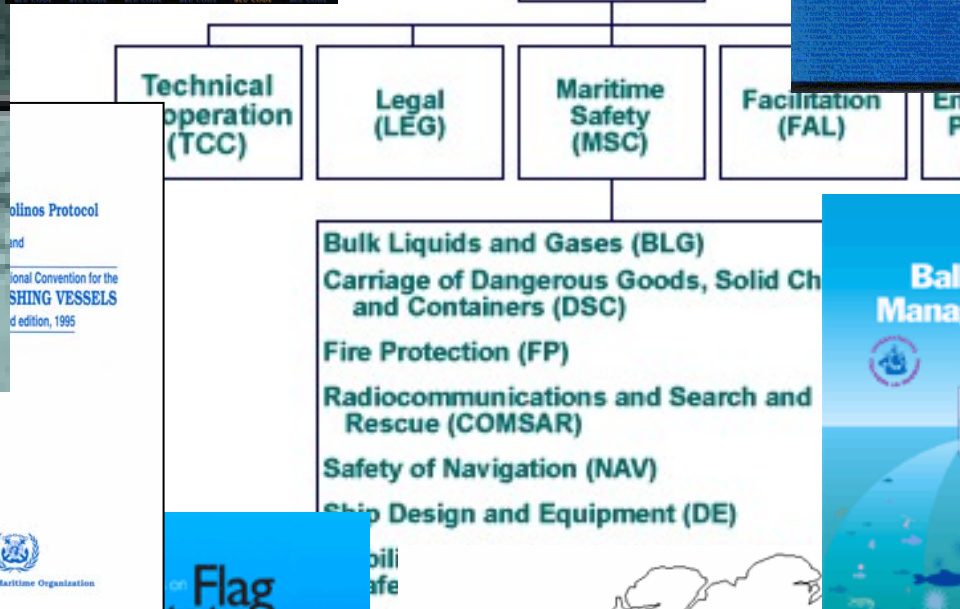 Technical
operation
(TCC)
Legal
(LEG)
Maritime
Safety
(MSC)
Facilitation
(FAL)
olinos Protocol
and
ional Convention for the
SHING VESSELS
d edition, 1995
Maritime Organization
Bulk Liquids and Gases (BLG)
Carriage of Dangerous Goods, Solid Ch
and Containers (DSC)
Fire Protection (FP)
Radiocommunications and Search and
Rescue (COMSAR)
Safety of Navigation (NAV)
Ship Design and Equipment (DE)
on Flag
Bal
Mana